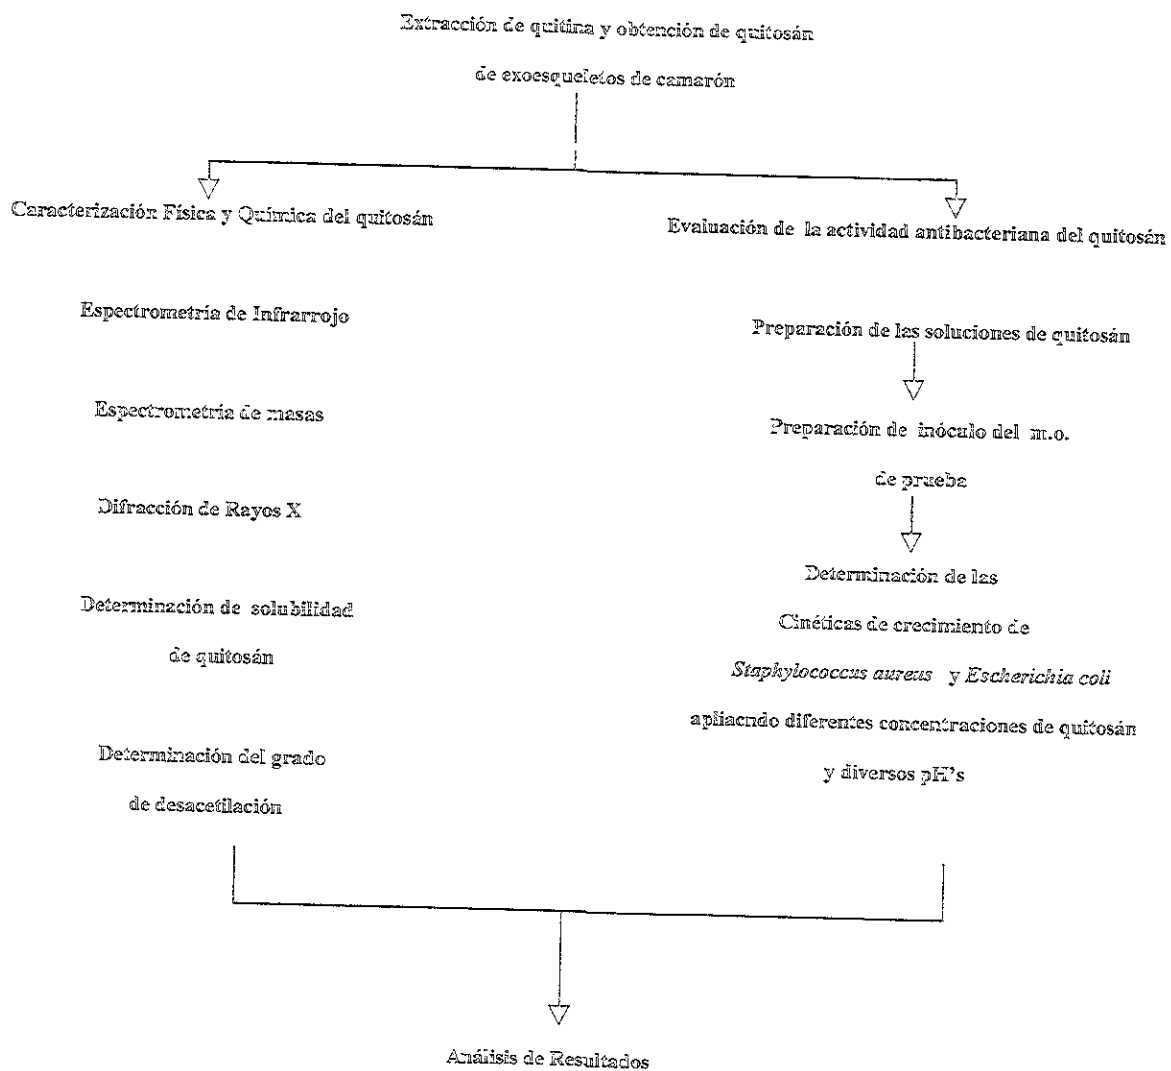 Extracción de quitina y obtención de quitosán
de exoesqueletos de camarón
Caracterización Física y Química del quitosán
Espectrometría de Infrarrojo
Espectrometría de masas
Difracción de Rayos X
Determinación de solubilidad
de quitosán
Determinación del grado
de desacetilación
Evaluación de la actividad antibacteriana del quitosán
Preparación de las soluciones de quitosán
Preparación de inóculo del m.o.
de prueba
Determinación de las
Cinéticas de crecimiento de
Staphylococcus aureus y Escherichia coli
apliacndo diferentes concentraciones de quitosán
y diversos pH's
Análisis de Resultados